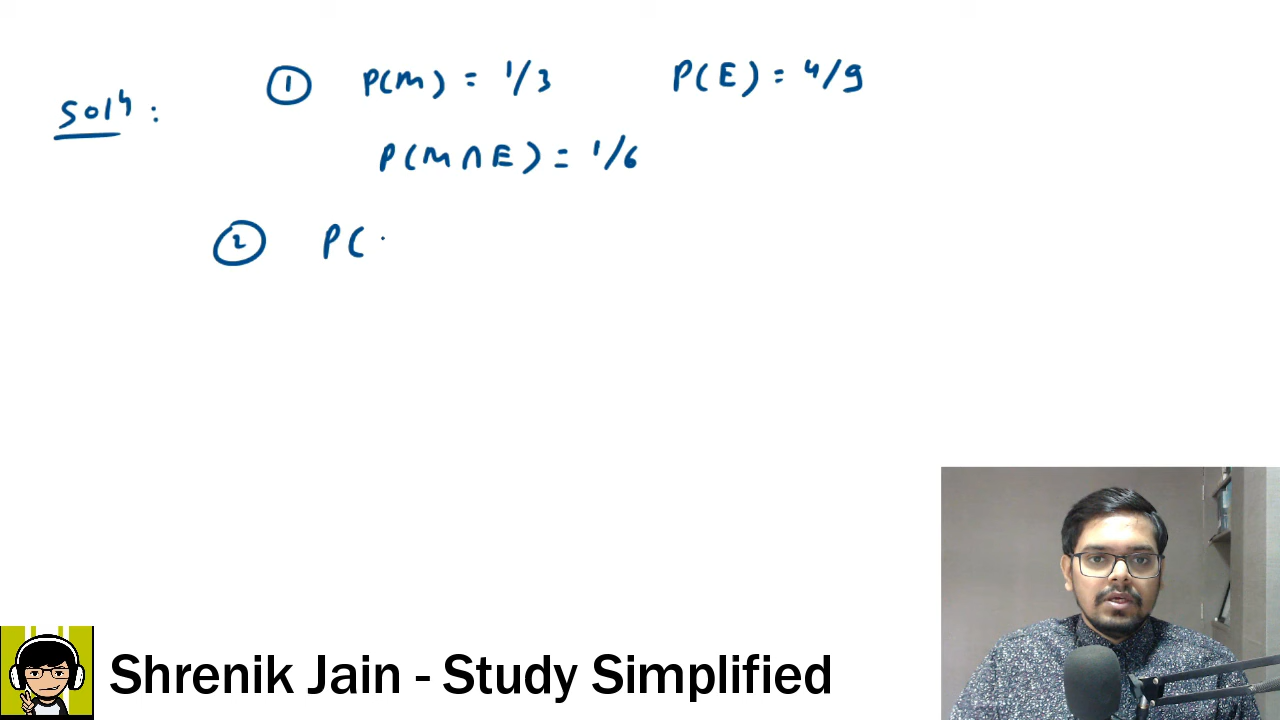 ① P(M) = 1/3 P(E) = 4/9
Solⁿ :
P(M ∩ E) = 1/6
② P(
Shrenik Jain - Study Simplified